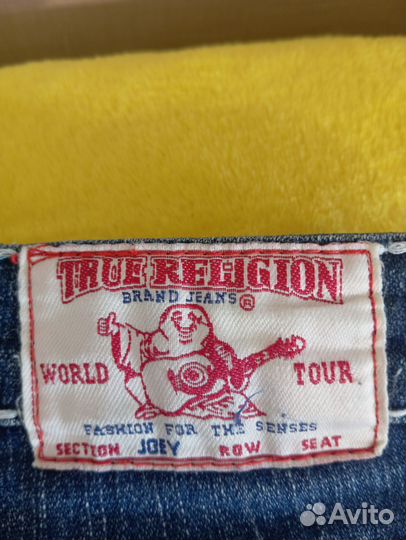 TRUE RELIGION
BRAND JEANS®
WORLD TOUR
FASHION FOR THE SENSES
SECTION JOEY ROW SEAT
Avito